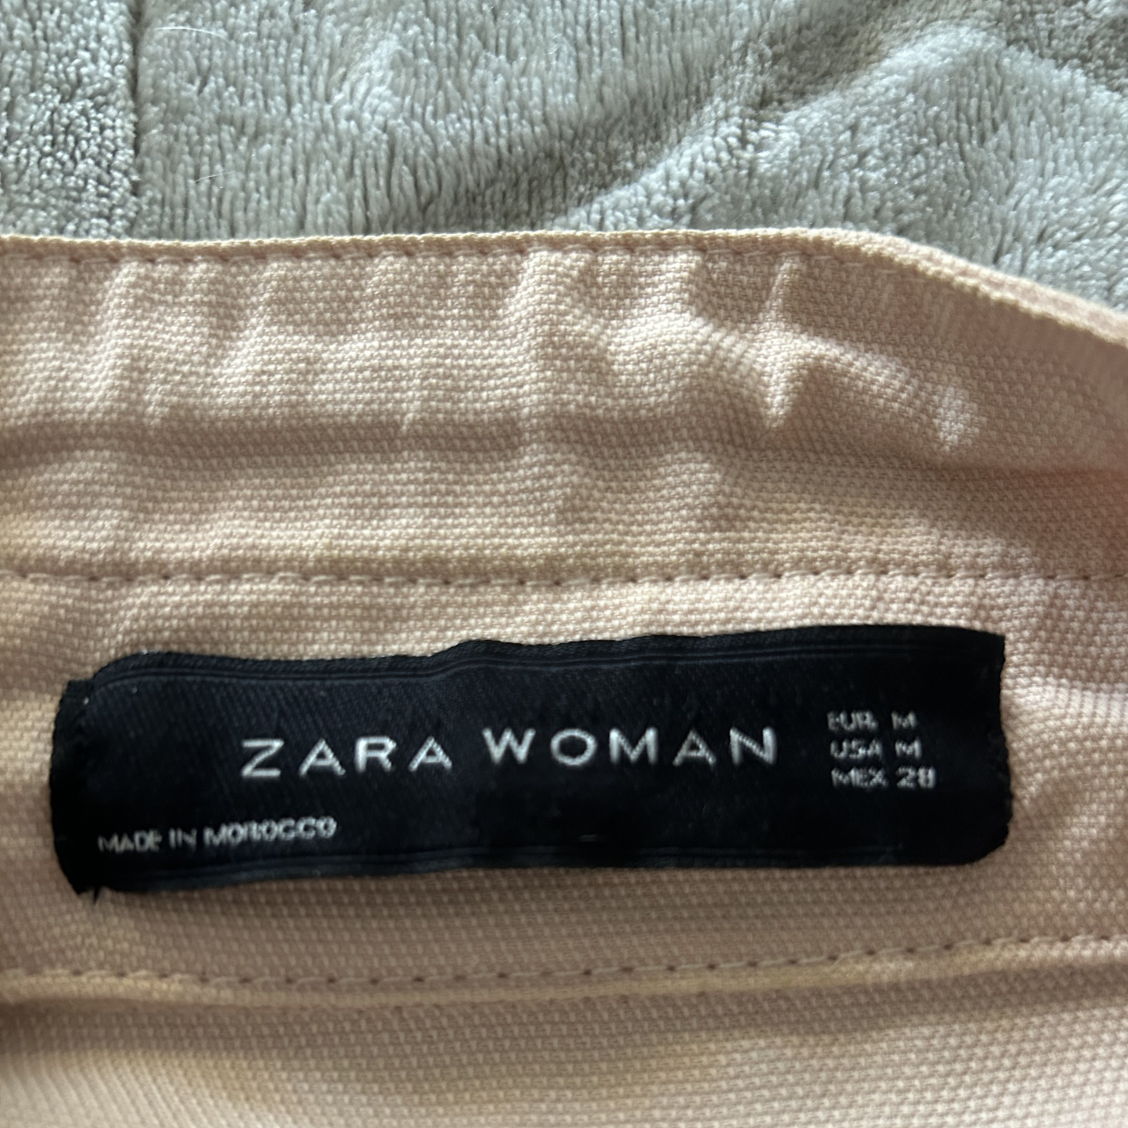 ZARA WOMAN
EUR M
USA M
MEX 28
MADE IN MOROCCO